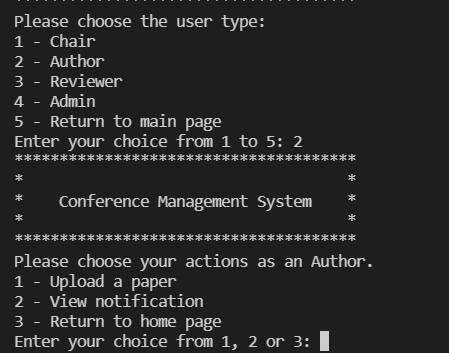 ***************************************
Please choose the user type:
1 - Chair
2 - Author
3 - Reviewer
4 - Admin
5 - Return to main page
Enter your choice from 1 to 5: 2
**************************************
*                                    *
*    Conference Management System    *
*                                    *
**************************************
Please choose your actions as an Author.
1 - Upload a paper
2 - View notification
3 - Return to home page
Enter your choice from 1, 2 or 3: